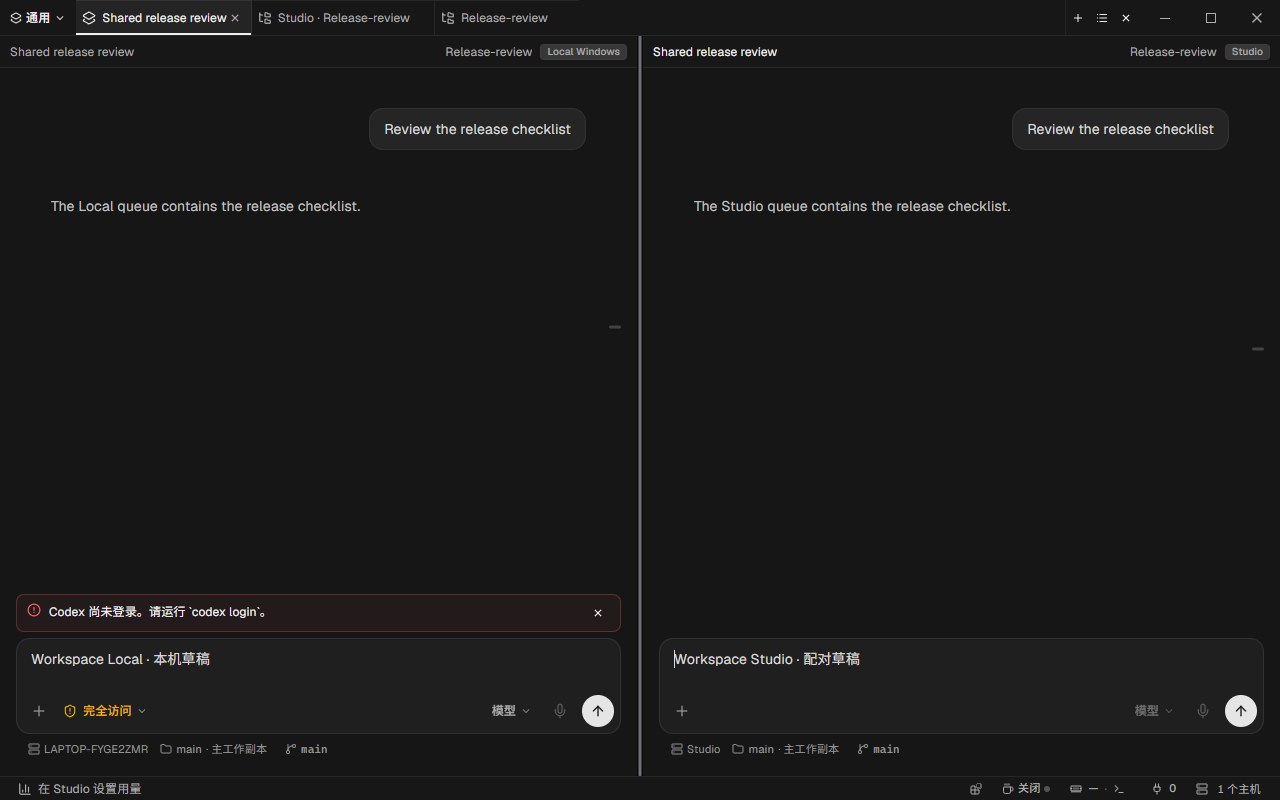 通用
Shared release review
Studio · Release-review
Release-review
Shared release review
Release-review
Local Windows
Shared release review
Release-review
Studio
Review the release checklist
The Local queue contains the release checklist.
Codex 尚未登录。请运行 `codex login`。
Workspace Local · 本机草稿
完全访问
模型
LAPTOP-FYGE2ZMR
main · 主工作副本
main
Review the release checklist
The Studio queue contains the release checklist.
Workspace Studio · 配对草稿
模型
Studio
main · 主工作副本
main
在 Studio 设置用量
关闭
— ·
0
1 个主机